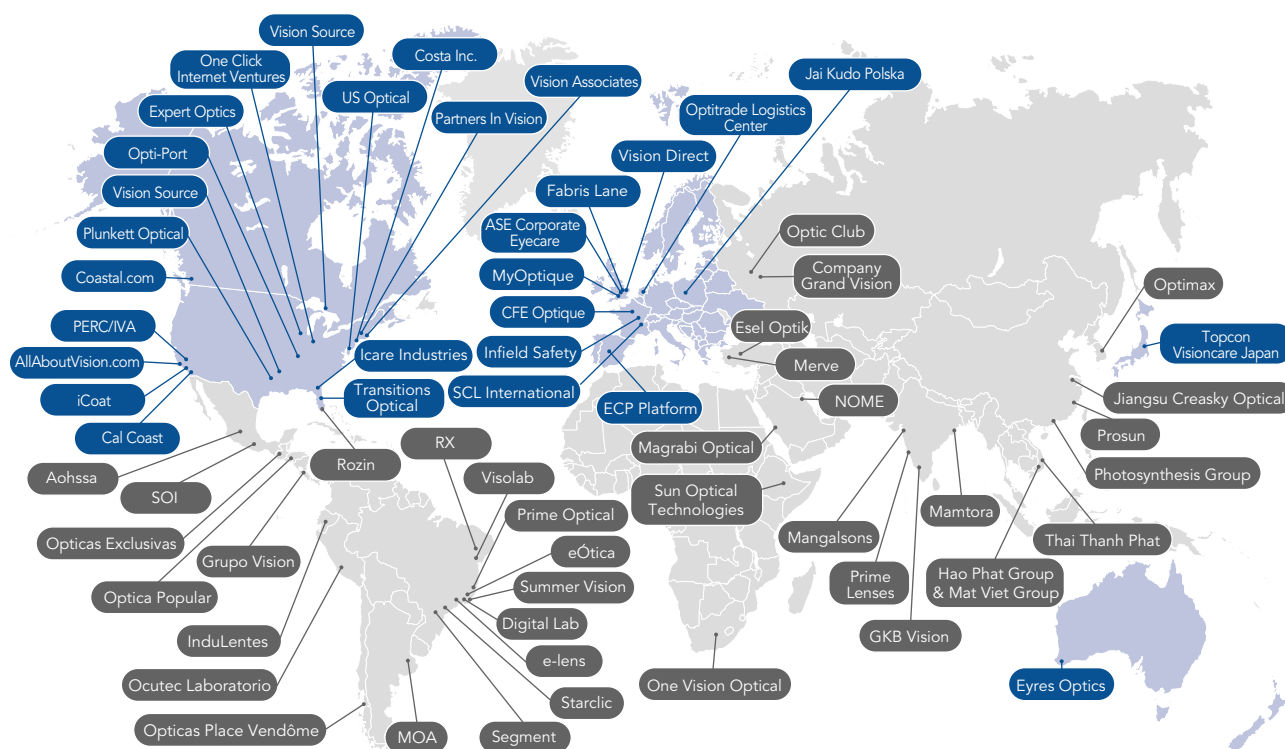 Vision Source
One Click
Internet Ventures
Costa Inc.
Vision Associates
Jai Kudo Polska
US Optical
Expert Optics
Partners In Vision
Optitrade Logistics
Center
Opti-Port
Vision Direct
Vision Source
Fabris Lane
Plunkett Optical
ASE Corporate
Eyecare
Optic Club
Coastal.com
MyOptique
Company
Grand Vision
Optimax
PERC/IVA
CFE Optique
Esel Optik
Topcon
Visioncare Japan
AllAboutVision.com
Icare Industries
Infield Safety
Merve
iCoat
Transitions
Optical
SCL International
ECP Platform
NOME
Jiangsu Creasky Optical
Cal Coast
RX
Magrabi Optical
Prosun
Aohssa
Rozin
Visolab
Photosynthesis Group
SOI
Sun Optical
Technologies
Prime Optical
Mamtora
Opticas Exclusivas
Grupo Vision
eÓtica
Mangalsons
Thai Thanh Phat
Optica Popular
Summer Vision
Prime
Lenses
Hao Phat Group
& Mat Viet Group
InduLentes
Digital Lab
GKB Vision
Ocutec Laboratorio
e-lens
One Vision Optical
Eyres Optics
Starclic
Opticas Place Vendôme
MOA
Segment